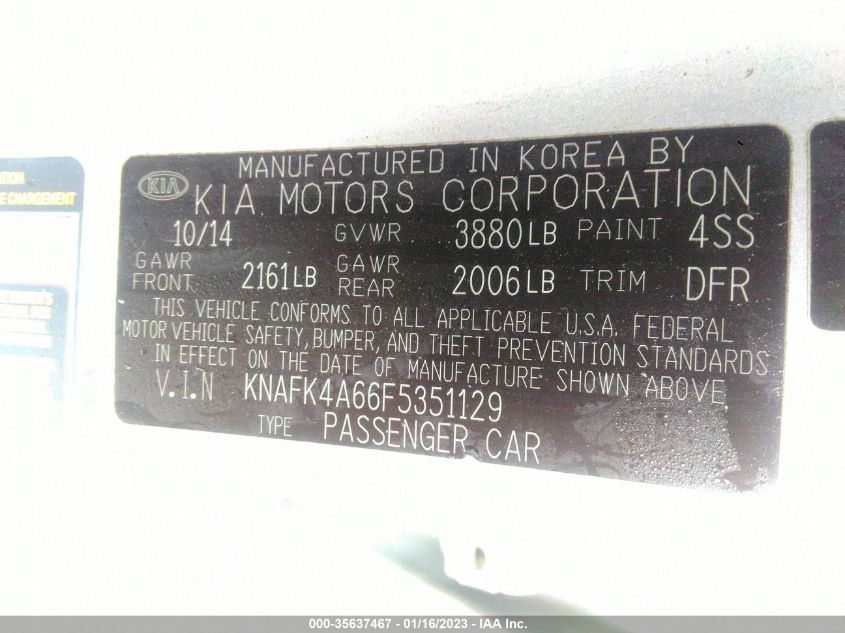 MANUFACTURED IN KOREA BY
KIA
KIA MOTORS CORPORATION
10/14 GVWR 3880LB PAINT 4SS
GAWR FRONT 2161LB GAWR REAR 2006LB TRIM DFR
THIS VEHICLE CONFORMS TO ALL APPLICABLE U.S.A. FEDERAL
MOTOR VEHICLE SAFETY, BUMPER, AND THEFT PREVENTION STANDARDS
IN EFFECT ON THE DATE OF MANUFACTURE SHOWN ABOVE.
V.I.N KNAFK4A66F5351129
TYPE PASSENGER CAR
CHARGEMENT
000-35637467 - 01/16/2023 - IAA Inc.